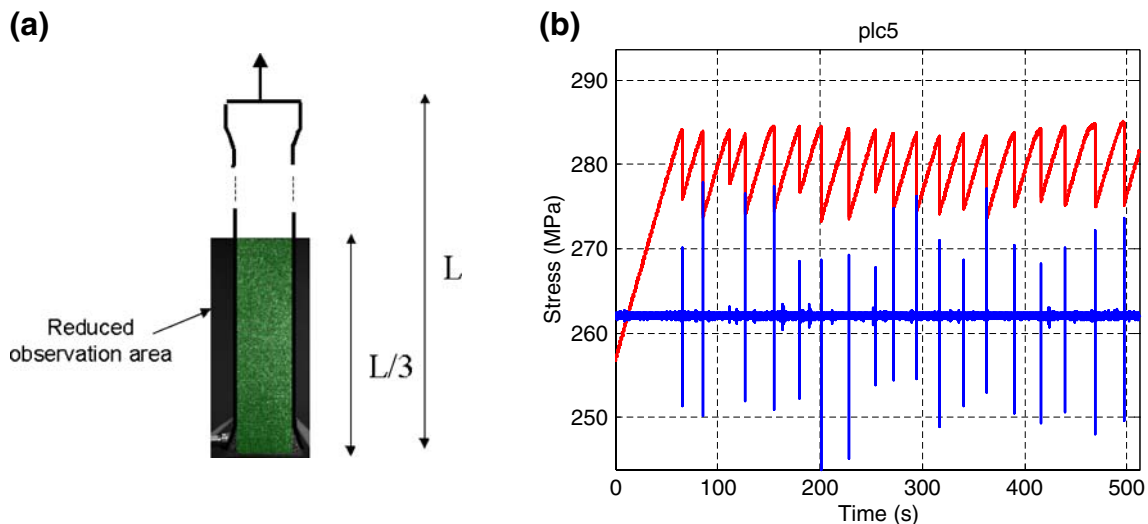 (a)
L
L/3
Reduced
observation area
(b)
plc5
Stress (MPa)
290
280
270
260
250
0
100
200
300
400
500
Time (s)